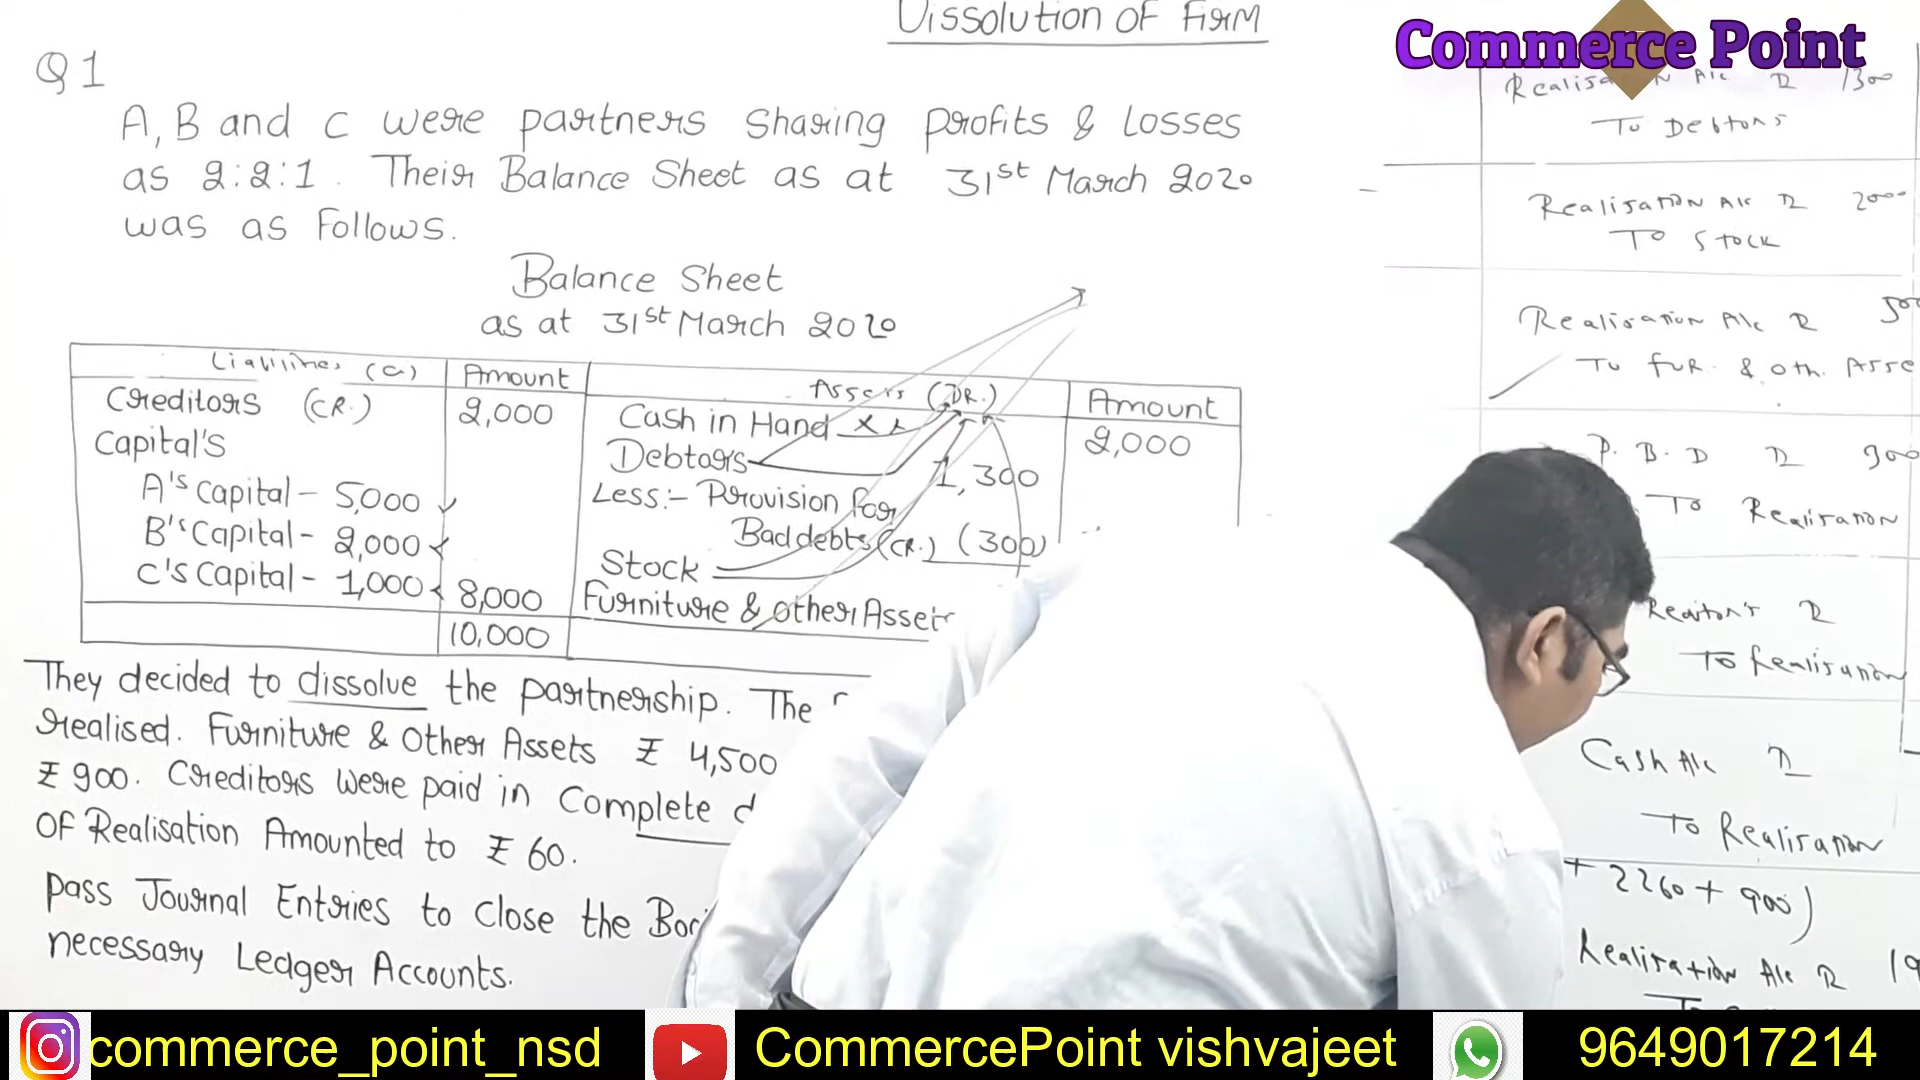 Dissolution OF Firm
Commerce Point
Q1
A, B and C were partners sharing Profits & Losses
as 2:2:1. Their Balance Sheet as at 31st March 2020
was as Follows.
Balance Sheet
as at 31st March 2020
Liabilities (Cr) Amount Assets (DR.) Amount
Creditors (CR.) 2,000 Cash in Hand 2,000
Capital's Debtors 1,300
A's Capital – 5,000 Less:– Provision For
B's Capital – 2,000 Bad debts (CR.) (300)
C's Capital – 1,000 8,000 Stock
Furniture & other Assets
10,000
They decided to dissolve the partnership. The
realised. Furniture & Other Assets ₹ 4,500
₹ 900. Creditors were paid in Complete d
OF Realisation Amounted to ₹ 60.
Pass Journal Entries to Close the Boo
necessary Ledger Accounts.
Realisation A/c Dr 1300
To Debtors
Realisation A/c Dr 2000
To Stock
Realisation A/c Dr 500
To Fur. & Oth. Asse
P. B. D Dr 300
To Realisation
Dr
To Realisation
Cash A/c Dr
To Realisation
+ 2260 + 900)
Realisation A/c Dr 19
commerce_point_nsd CommercePoint vishvajeet 9649017214